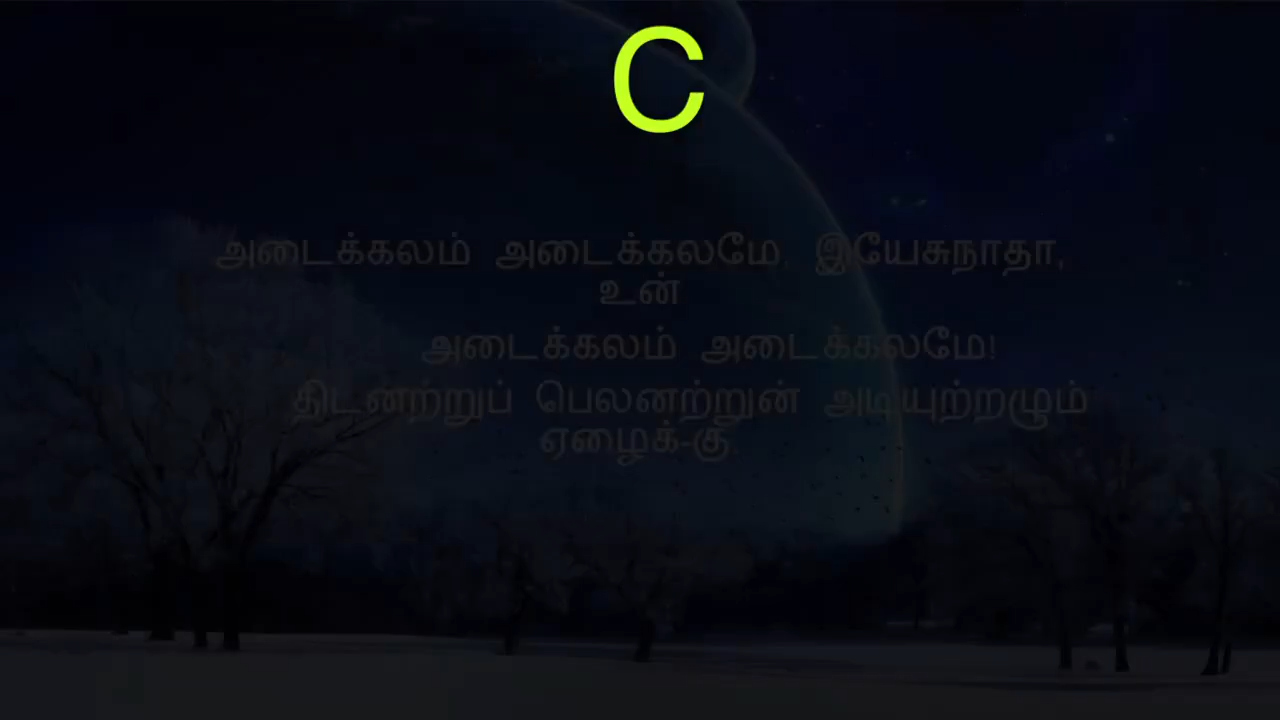 C
அடைக்கலம் அடைக்கலமே, இயேசுநாதா,
உன்
அடைக்கலம் அடைக்கலமே!
திடனற்றுப் பெலனற்றுன் அடியுற்றழும்
ஏழைக்-கு